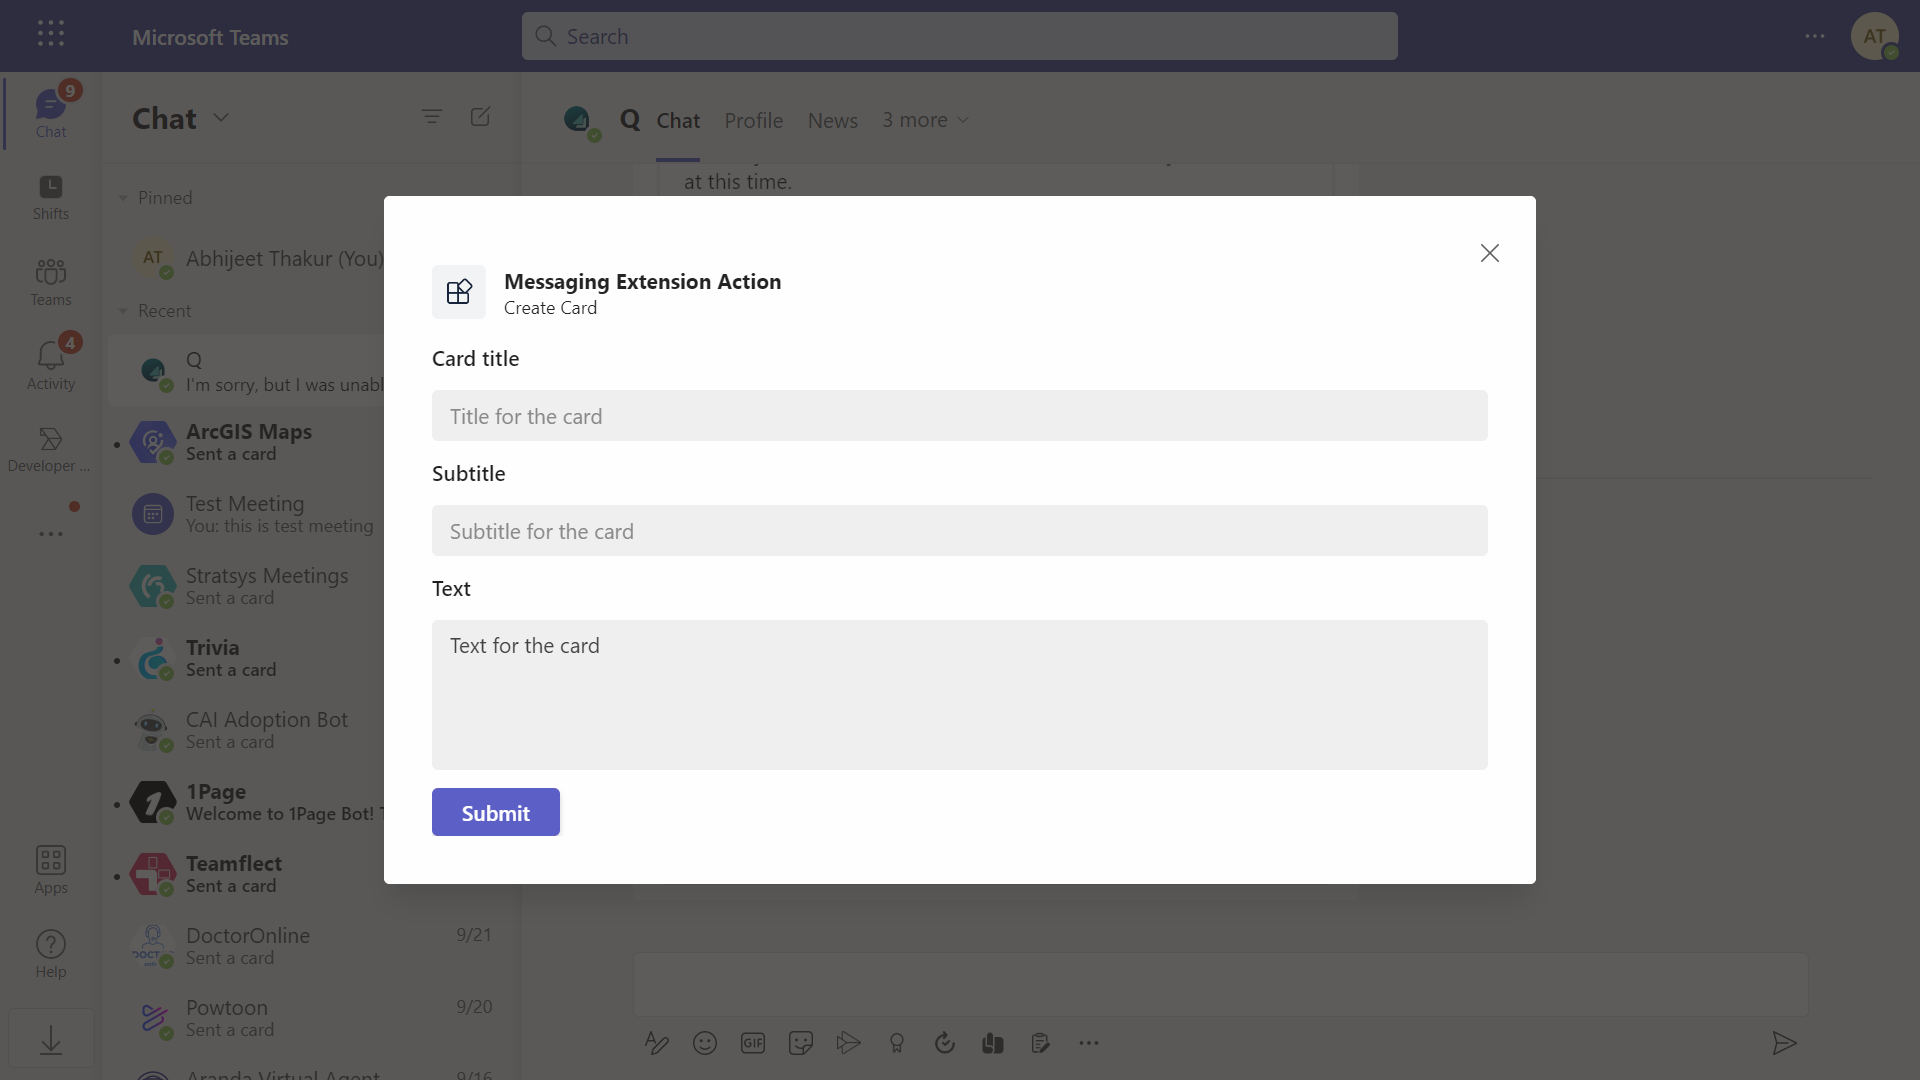 Microsoft Teams
Search
AT
9
Chat
Shifts
Teams
4
Activity
Developer ...
Apps
Help
Chat
Pinned
AT
Abhijeet Thakur (You)
Recent
Q
I'm sorry, but I was unabl
ArcGIS Maps
Sent a card
Test Meeting
You: this is test meeting
Stratsys Meetings
Sent a card
Trivia
Sent a card
CAI Adoption Bot
Sent a card
1Page
Welcome to 1Page Bot! T
Teamflect
Sent a card
DoctorOnline
9/21
Sent a card
Powtoon
9/20
Sent a card
Aranda Virtual Agent
9/16
Q
Chat
Profile
News
3 more
at this time.
Messaging Extension Action
Create Card
Card title
Title for the card
Subtitle
Subtitle for the card
Text
Text for the card
Submit
GIF